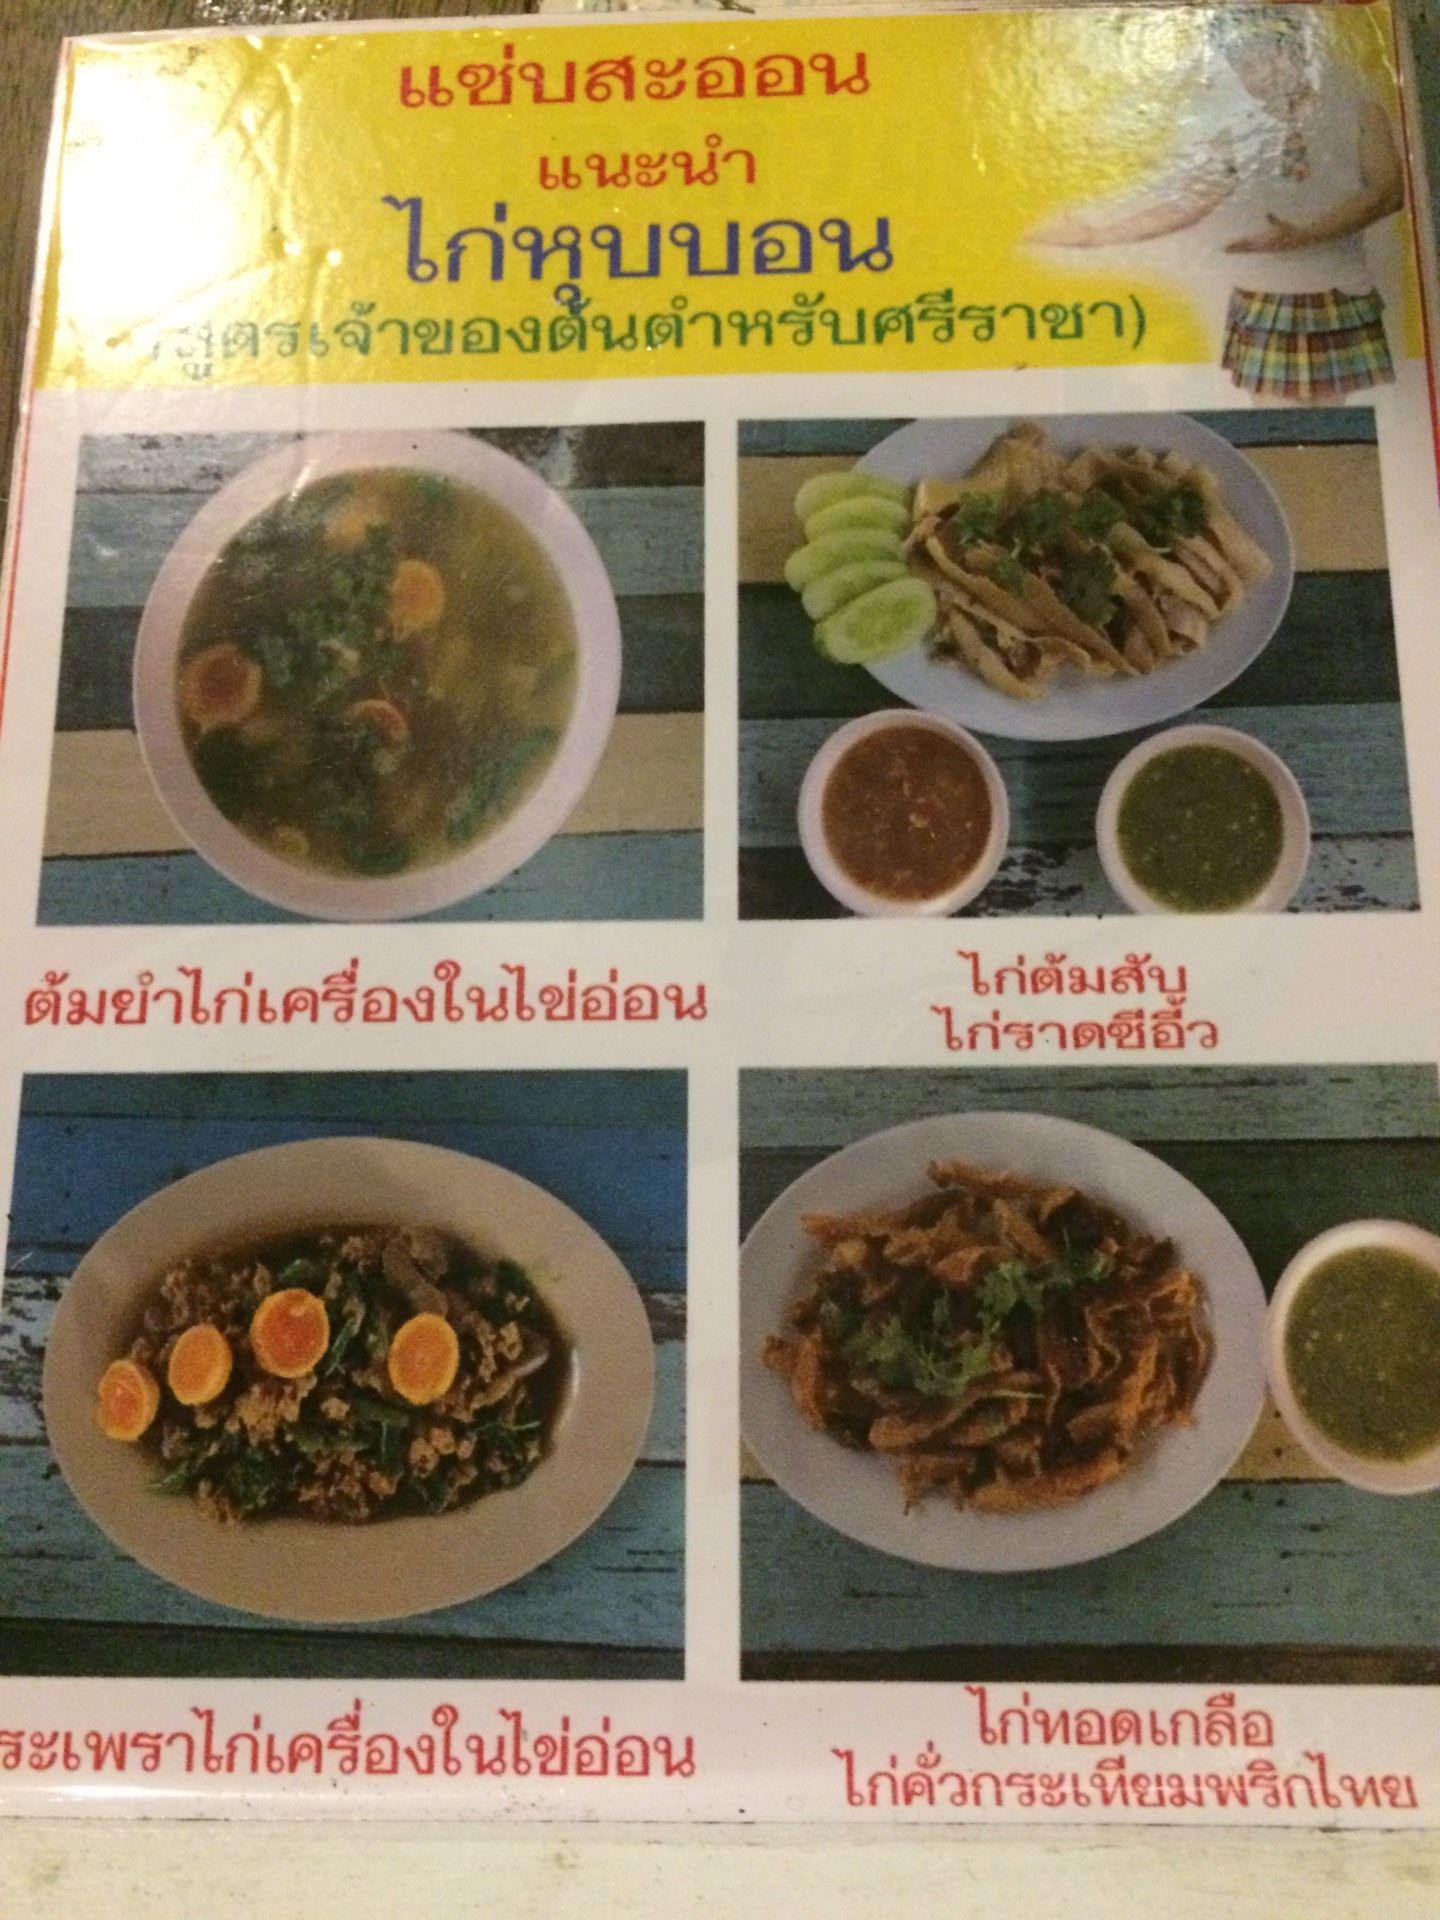 แซ่บสะออน
แนะนำ
ไก่หุบบอน
(สูตรเจ้าของต้นตำหรับศรีราชา)
ต้มยำไก่เครื่องในไข่อ่อน
ไก่ต้มสับ
ไก่ราดซีอิ๊ว
ระเพราไก่เครื่องในไข่อ่อน
ไก่ทอดเกลือ
ไก่คั่วกระเทียมพริกไทย